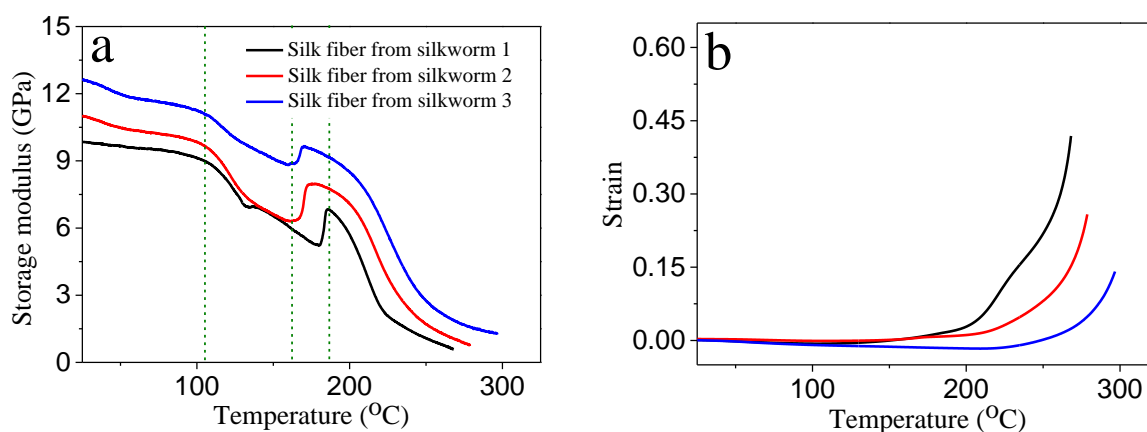 a
Storage modulus (GPa)
15
12
9
6
3
0
Silk fiber from silkworm 1
Silk fiber from silkworm 2
Silk fiber from silkworm 3
100 200 300
Temperature (°C)
b
Strain
0.60
0.45
0.30
0.15
0.00
100 200 300
Temperature (°C)